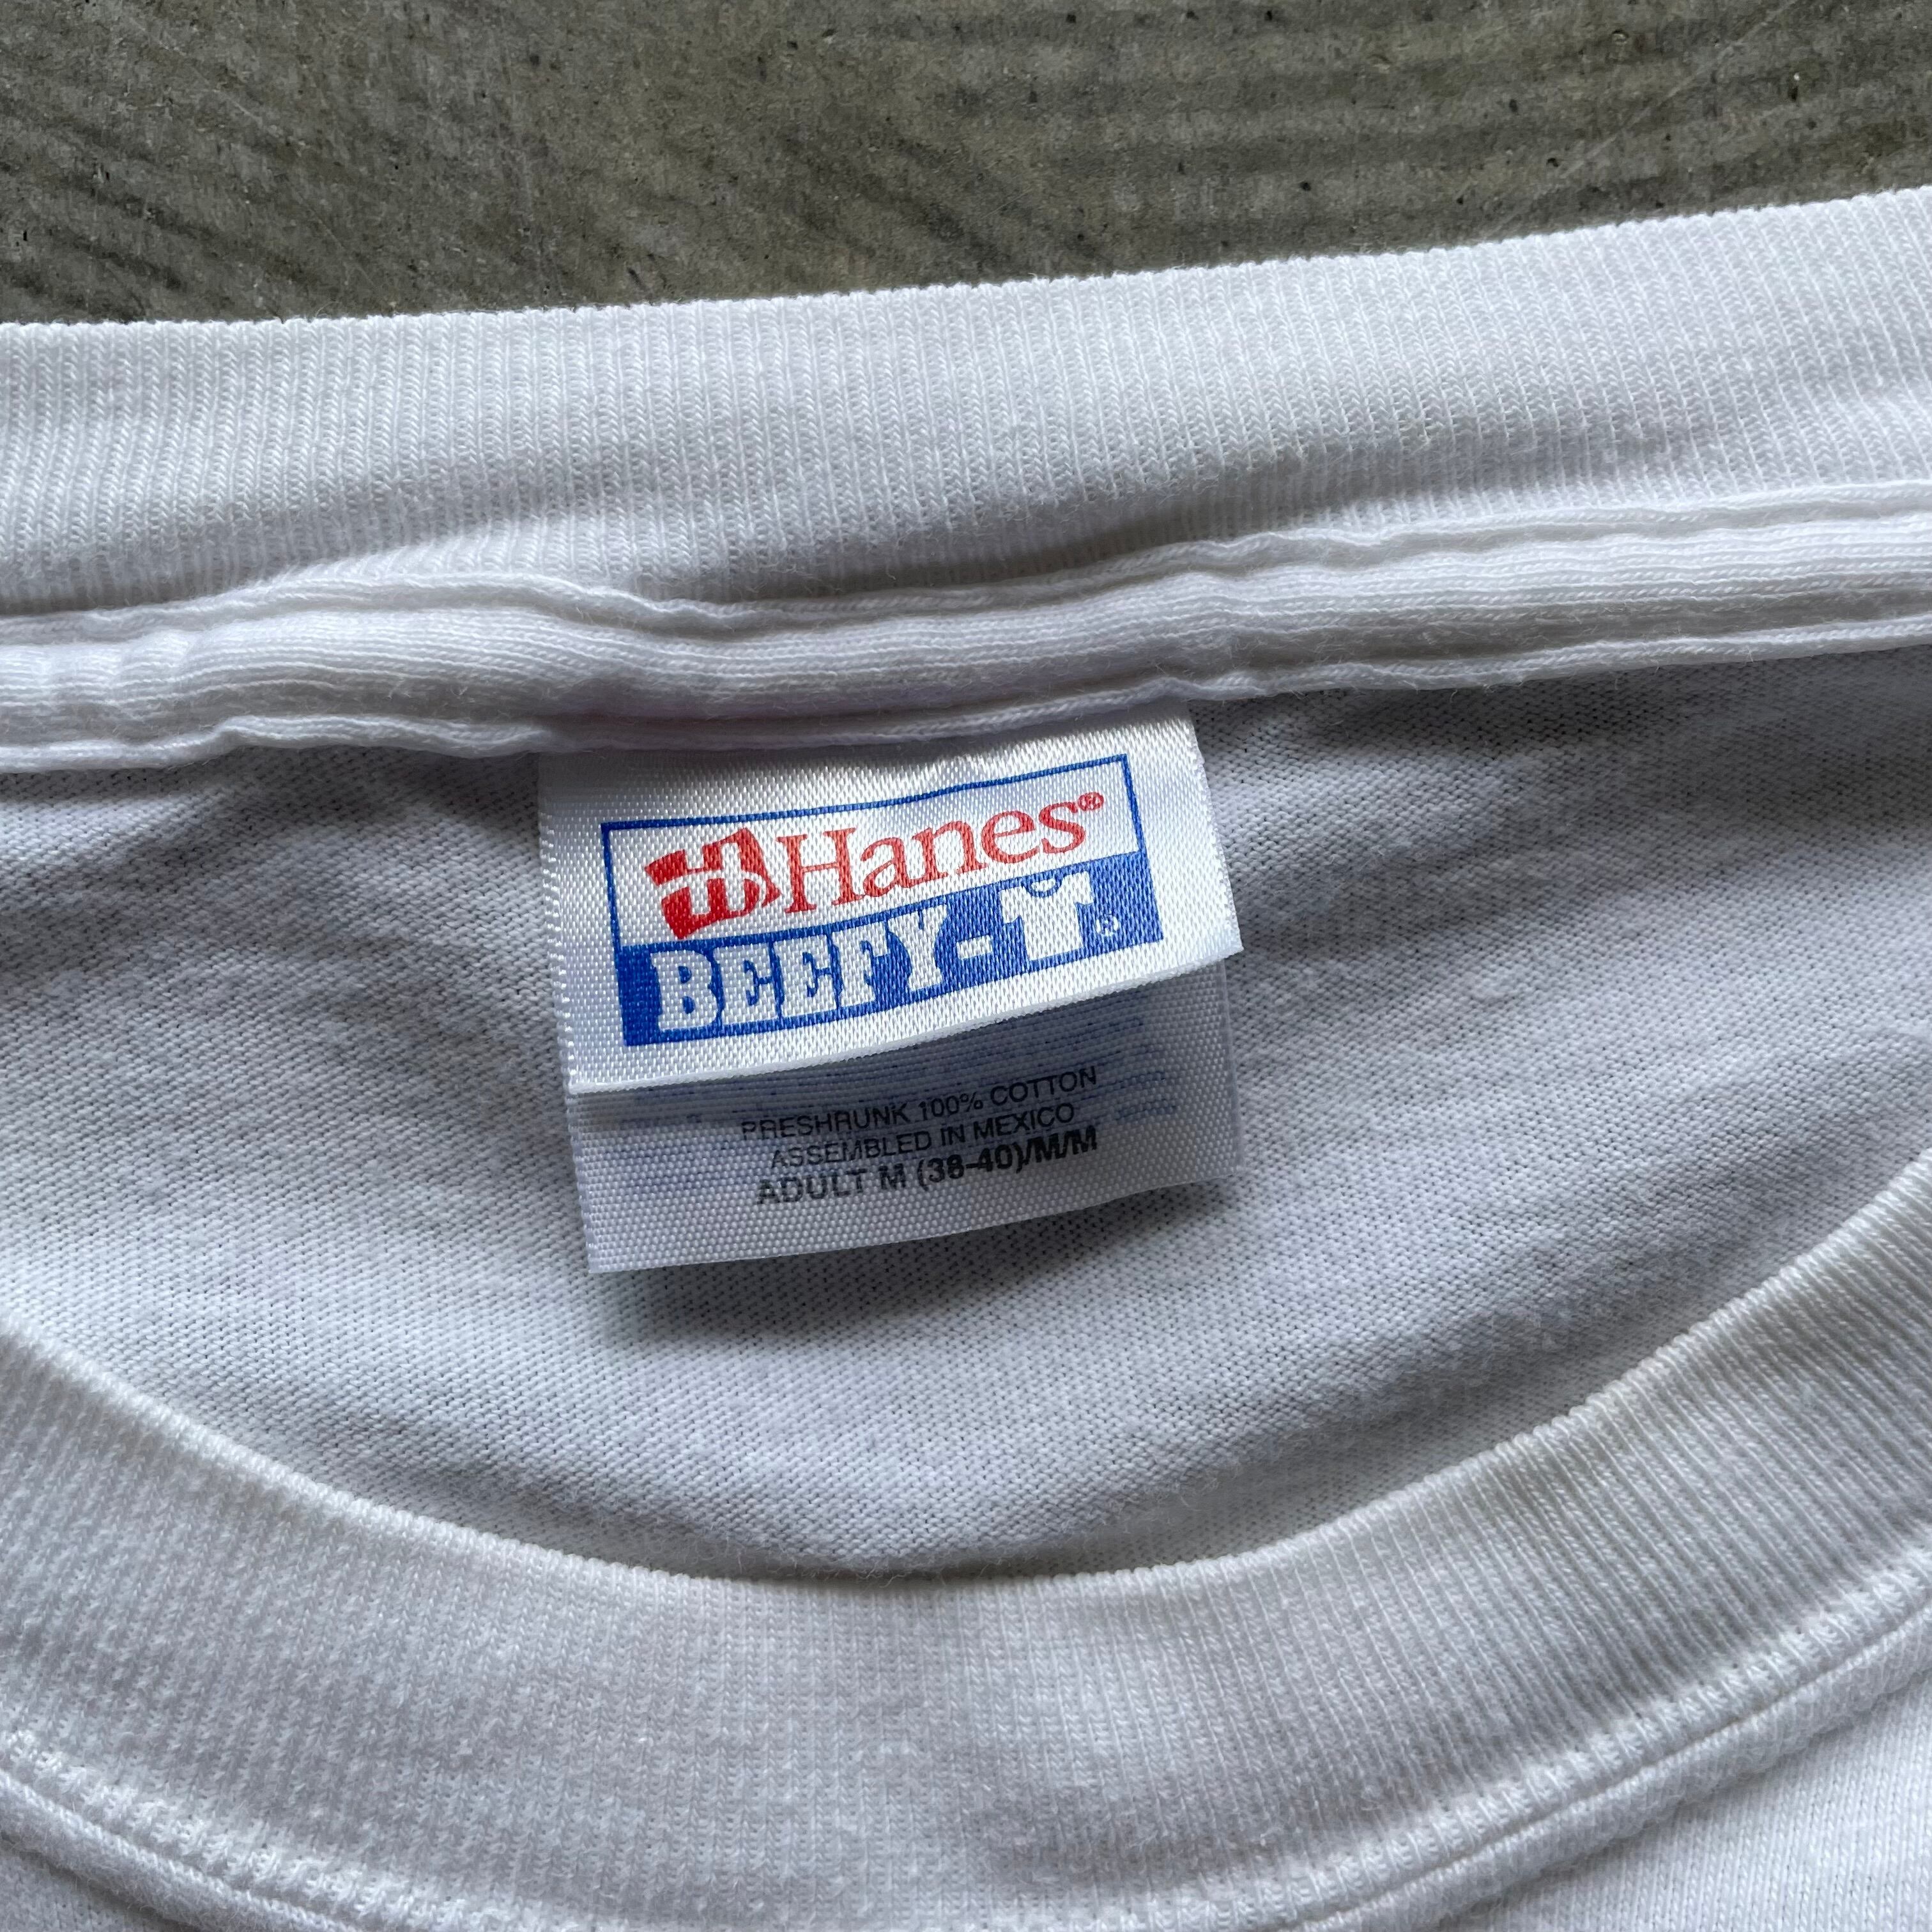 Hanes®
BEEFY-T®
PRESHRUNK 100% COTTON
ASSEMBLED IN MEXICO
ADULT M (38-40)/M/M